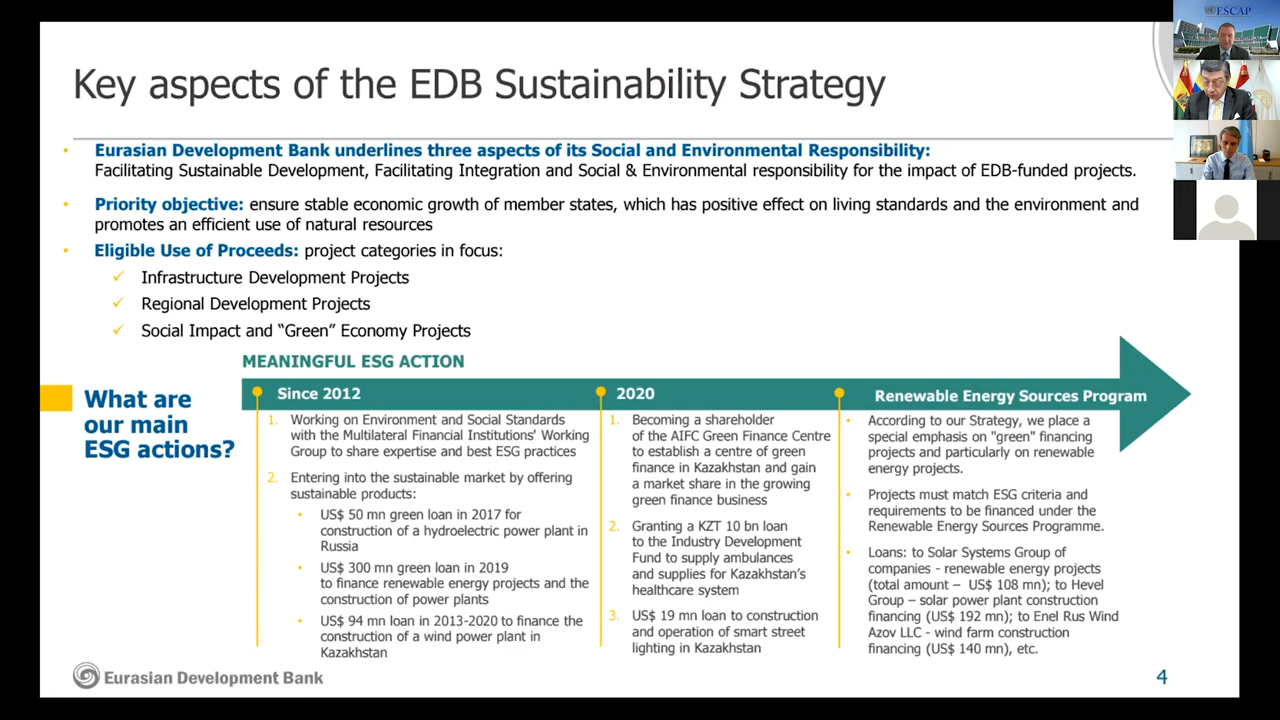 ESCAP
Key aspects of the EDB Sustainability Strategy
• Eurasian Development Bank underlines three aspects of its Social and Environmental Responsibility:
Facilitating Sustainable Development, Facilitating Integration and Social & Environmental responsibility for the impact of EDB-funded projects.
• Priority objective: ensure stable economic growth of member states, which has positive effect on living standards and the environment and
promotes an efficient use of natural resources
• Eligible Use of Proceeds: project categories in focus:
✓ Infrastructure Development Projects
✓ Regional Development Projects
✓ Social Impact and “Green” Economy Projects
MEANINGFUL ESG ACTION
What are
our main
ESG actions?
Since 2012
1. Working on Environment and Social Standards
with the Multilateral Financial Institutions' Working
Group to share expertise and best ESG practices
2. Entering into the sustainable market by offering
sustainable products:
• US$ 50 mn green loan in 2017 for
construction of a hydroelectric power plant in
Russia
• US$ 300 mn green loan in 2019
to finance renewable energy projects and the
construction of power plants
• US$ 94 mn loan in 2013-2020 to finance the
construction of a wind power plant in
Kazakhstan
2020
1. Becoming a shareholder
of the AIFC Green Finance Centre
to establish a centre of green
finance in Kazakhstan and gain
a market share in the growing
green finance business
2. Granting a KZT 10 bn loan
to the Industry Development
Fund to supply ambulances
and supplies for Kazakhstan’s
healthcare system
3. US$ 19 mn loan to construction
and operation of smart street
lighting in Kazakhstan
Renewable Energy Sources Program
• According to our Strategy, we place a
special emphasis on "green" financing
projects and particularly on renewable
energy projects.
• Projects must match ESG criteria and
requirements to be financed under the
Renewable Energy Sources Programme.
• Loans: to Solar Systems Group of
companies - renewable energy projects
(total amount – US$ 108 mn); to Hevel
Group – solar power plant construction
financing (US$ 192 mn); to Enel Rus Wind
Azov LLC - wind farm construction
financing (US$ 140 mn), etc.
Eurasian Development Bank
4